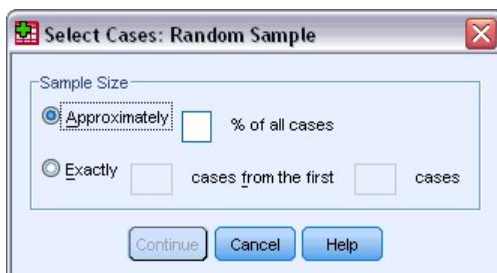 Select Cases: Random Sample
Sample Size
Approximately % of all cases
Exactly cases from the first cases
Continue Cancel Help